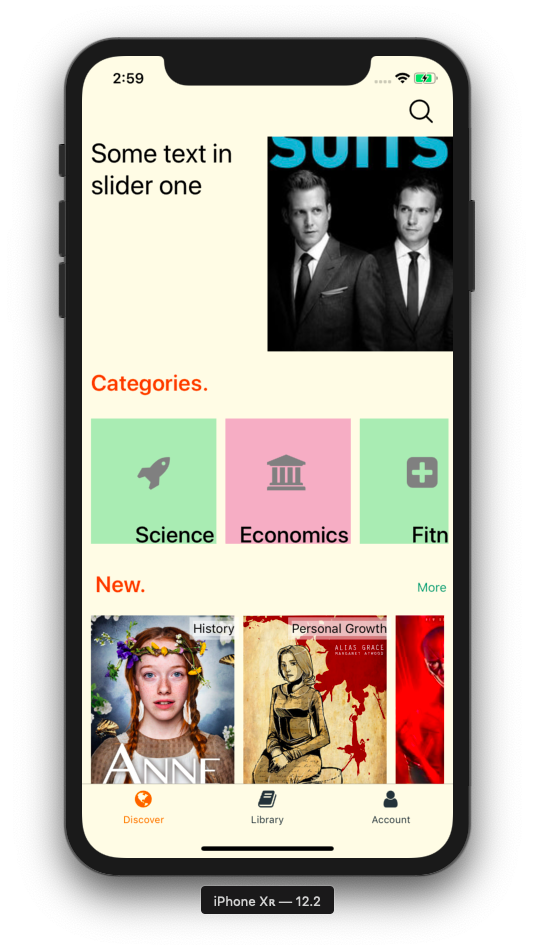 2:59
Some text in
slider one
SUITS
Categories.
Science
Economics
Fitn
New.
More
History
Personal Growth
ALIAS GRACE
MARGARET ATWOOD
ANNE
Discover
Library
Account
iPhone Xʀ — 12.2